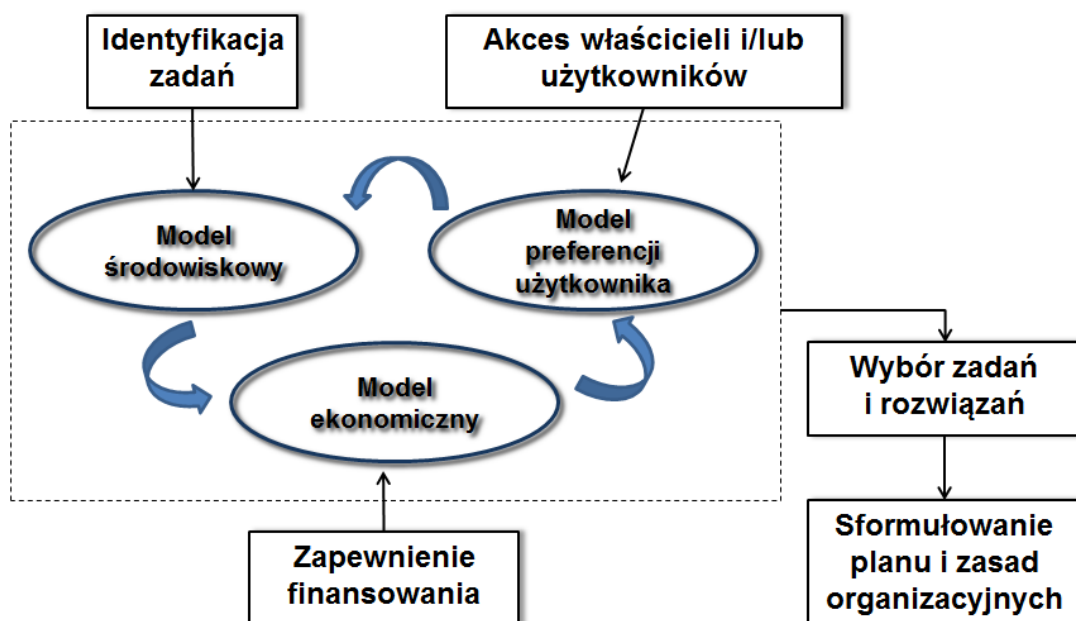 Identyfikacja
zadań
Akces właścicieli i/lub
użytkowników
Model
środowiskowy
Model
preferencji
użytkownika
Model
ekonomiczny
Wybór zadań
i rozwiązań
Zapewnienie
finansowania
Sformułowanie
planu i zasad
organizacyjnych